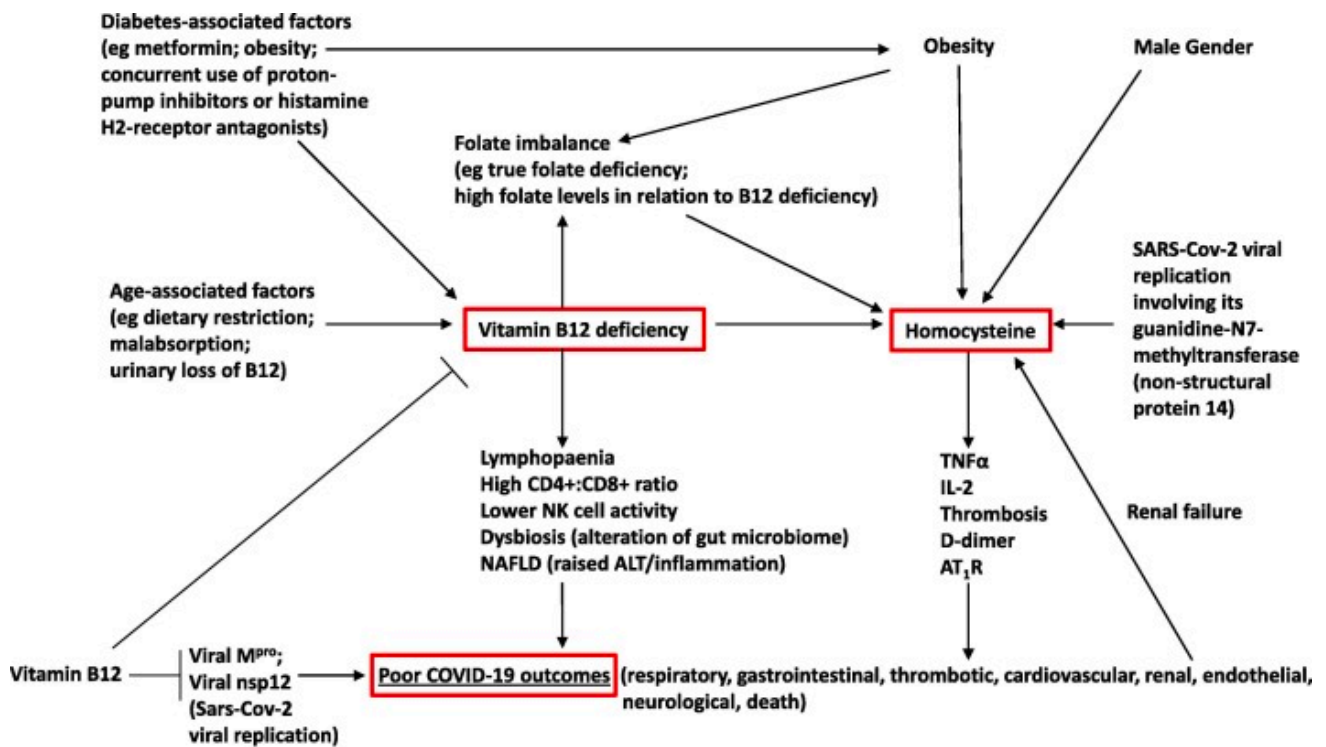 Diabetes-associated factors
(eg metformin; obesity;
concurrent use of proton-
pump inhibitors or histamine
H2-receptor antagonists)
Obesity
Male Gender
Folate imbalance
(eg true folate deficiency;
high folate levels in relation to B12 deficiency)
Age-associated factors
(eg dietary restriction;
malabsorption;
urinary loss of B12)
Vitamin B12 deficiency
Homocysteine
SARS-Cov-2 viral
replication
involving its
guanidine-N7-
methyltransferase
(non-structural
protein 14)
Lymphopaenia
High CD4+:CD8+ ratio
Lower NK cell activity
Dysbiosis (alteration of gut microbiome)
NAFLD (raised ALT/inflammation)
TNFα
IL-2
Thrombosis
D-dimer
AT₁R
Renal failure
Vitamin B12
Viral Mᵖʳᵒ;
Viral nsp12
(Sars-Cov-2
viral replication)
Poor COVID-19 outcomes (respiratory, gastrointestinal, thrombotic, cardiovascular, renal, endothelial,
neurological, death)